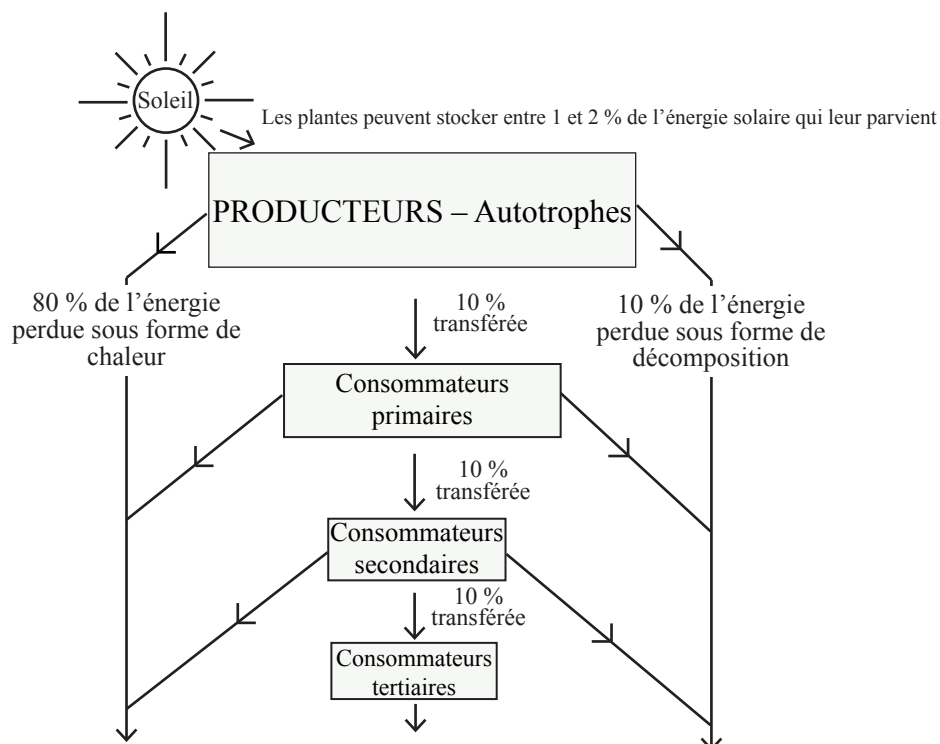 Soleil
Les plantes peuvent stocker entre 1 et 2 % de l’énergie solaire qui leur parvient
PRODUCTEURS – Autotrophes
80 % de l’énergie
perdue sous forme de
chaleur
10 %
transférée
10 % de l’énergie
perdue sous forme de
décomposition
Consommateurs
primaires
10 %
transférée
Consommateurs
secondaires
10 %
transférée
Consommateurs
tertiaires